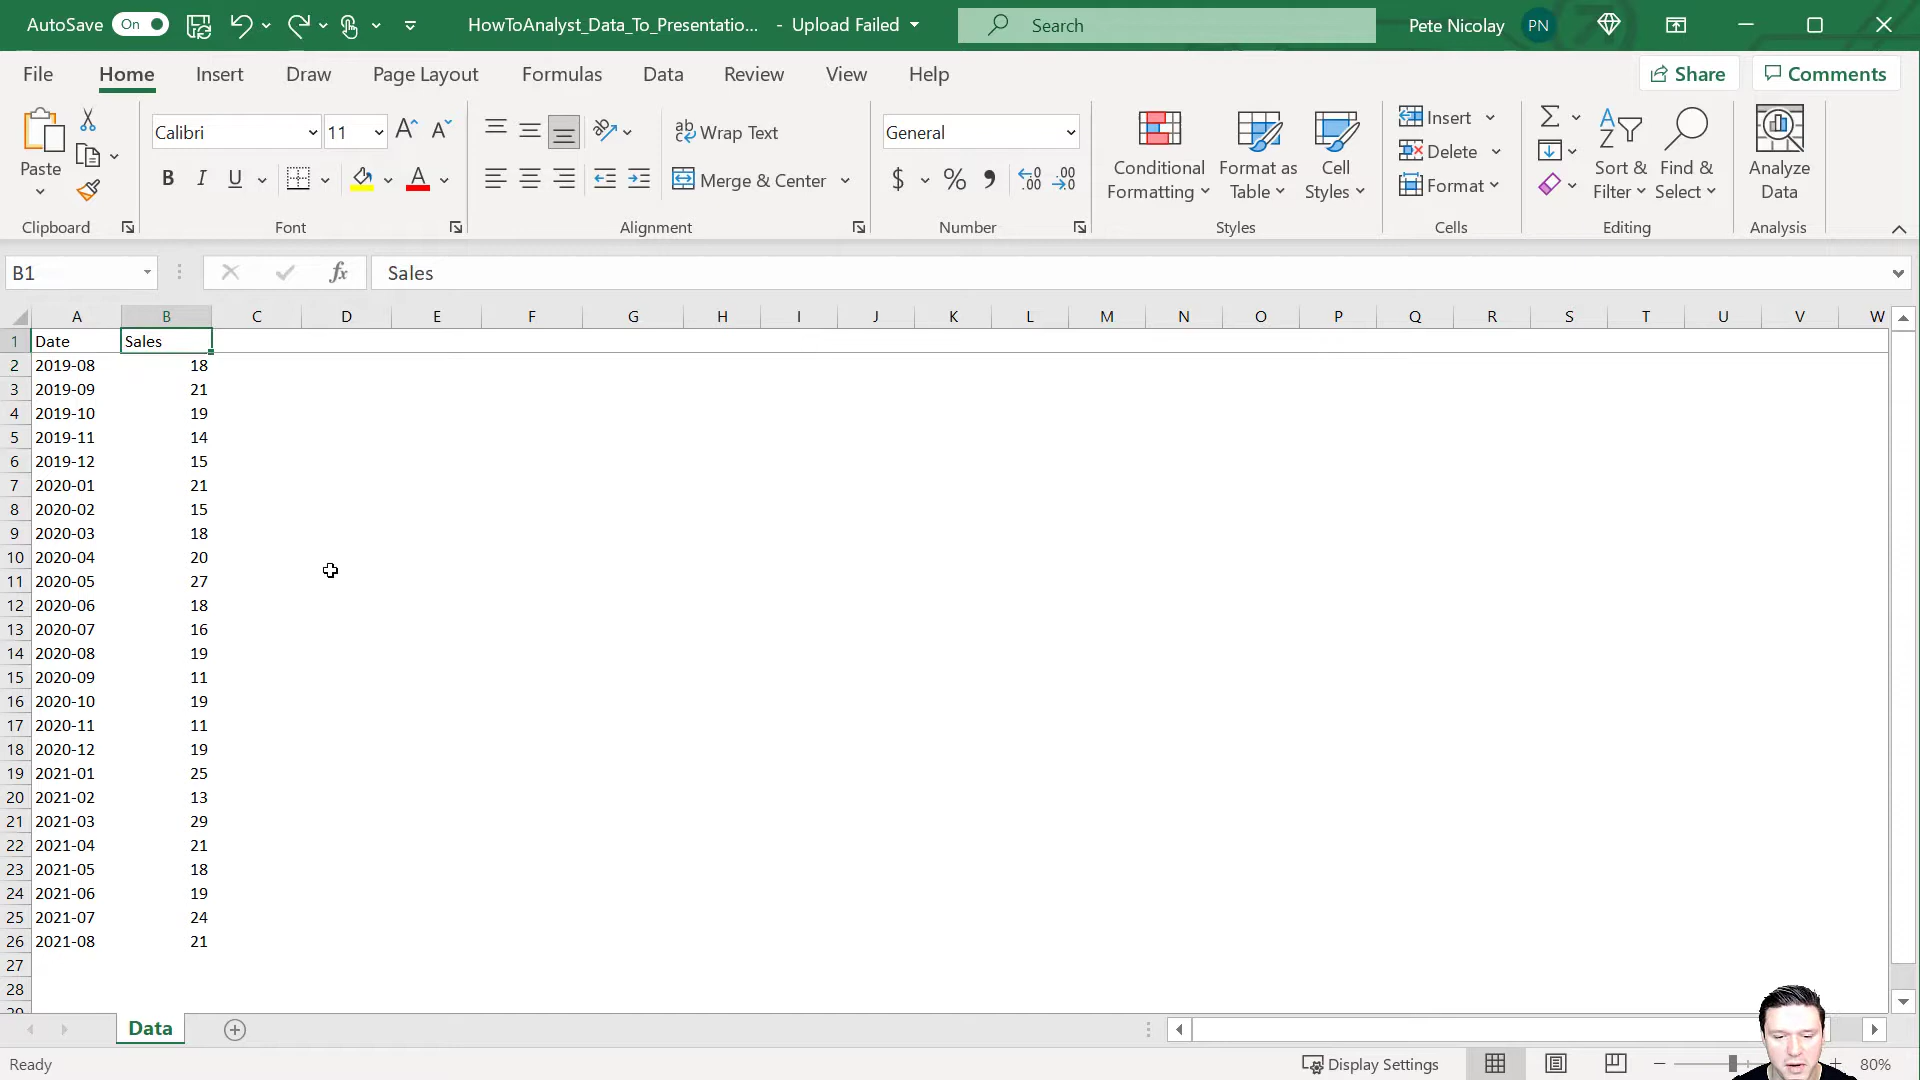 AutoSave On HowToAnalyst_Data_To_Presentatio... - Upload Failed Search Pete Nicolay PN
File Home Insert Draw Page Layout Formulas Data Review View Help Share Comments
Paste
Clipboard
Calibri 11
B I U A
Font
ab Wrap Text
Merge & Center
Alignment
General
$ % 9 .00 .00
Number
Conditional Formatting
Format as Table
Cell Styles
Styles
Insert
Delete
Format
Cells
Sort & Filter
Find & Select
Editing
Analyze Data
Analysis
B1 fx Sales
A B C D E F G H I J K L M N O P Q R S T U V W
1 Date Sales
2 2019-08 18
3 2019-09 21
4 2019-10 19
5 2019-11 14
6 2019-12 15
7 2020-01 21
8 2020-02 15
9 2020-03 18
10 2020-04 20
11 2020-05 27
12 2020-06 18
13 2020-07 16
14 2020-08 19
15 2020-09 11
16 2020-10 19
17 2020-11 11
18 2020-12 19
19 2021-01 25
20 2021-02 13
21 2021-03 29
22 2021-04 21
23 2021-05 18
24 2021-06 19
25 2021-07 24
26 2021-08 21
27
28
29
Data
Ready Display Settings 80%